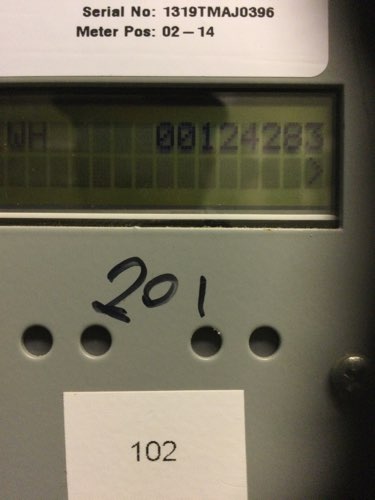 Serial No: 1319TMAJ0396
Meter Pos: 02-14
WH 00124283
>
201
102